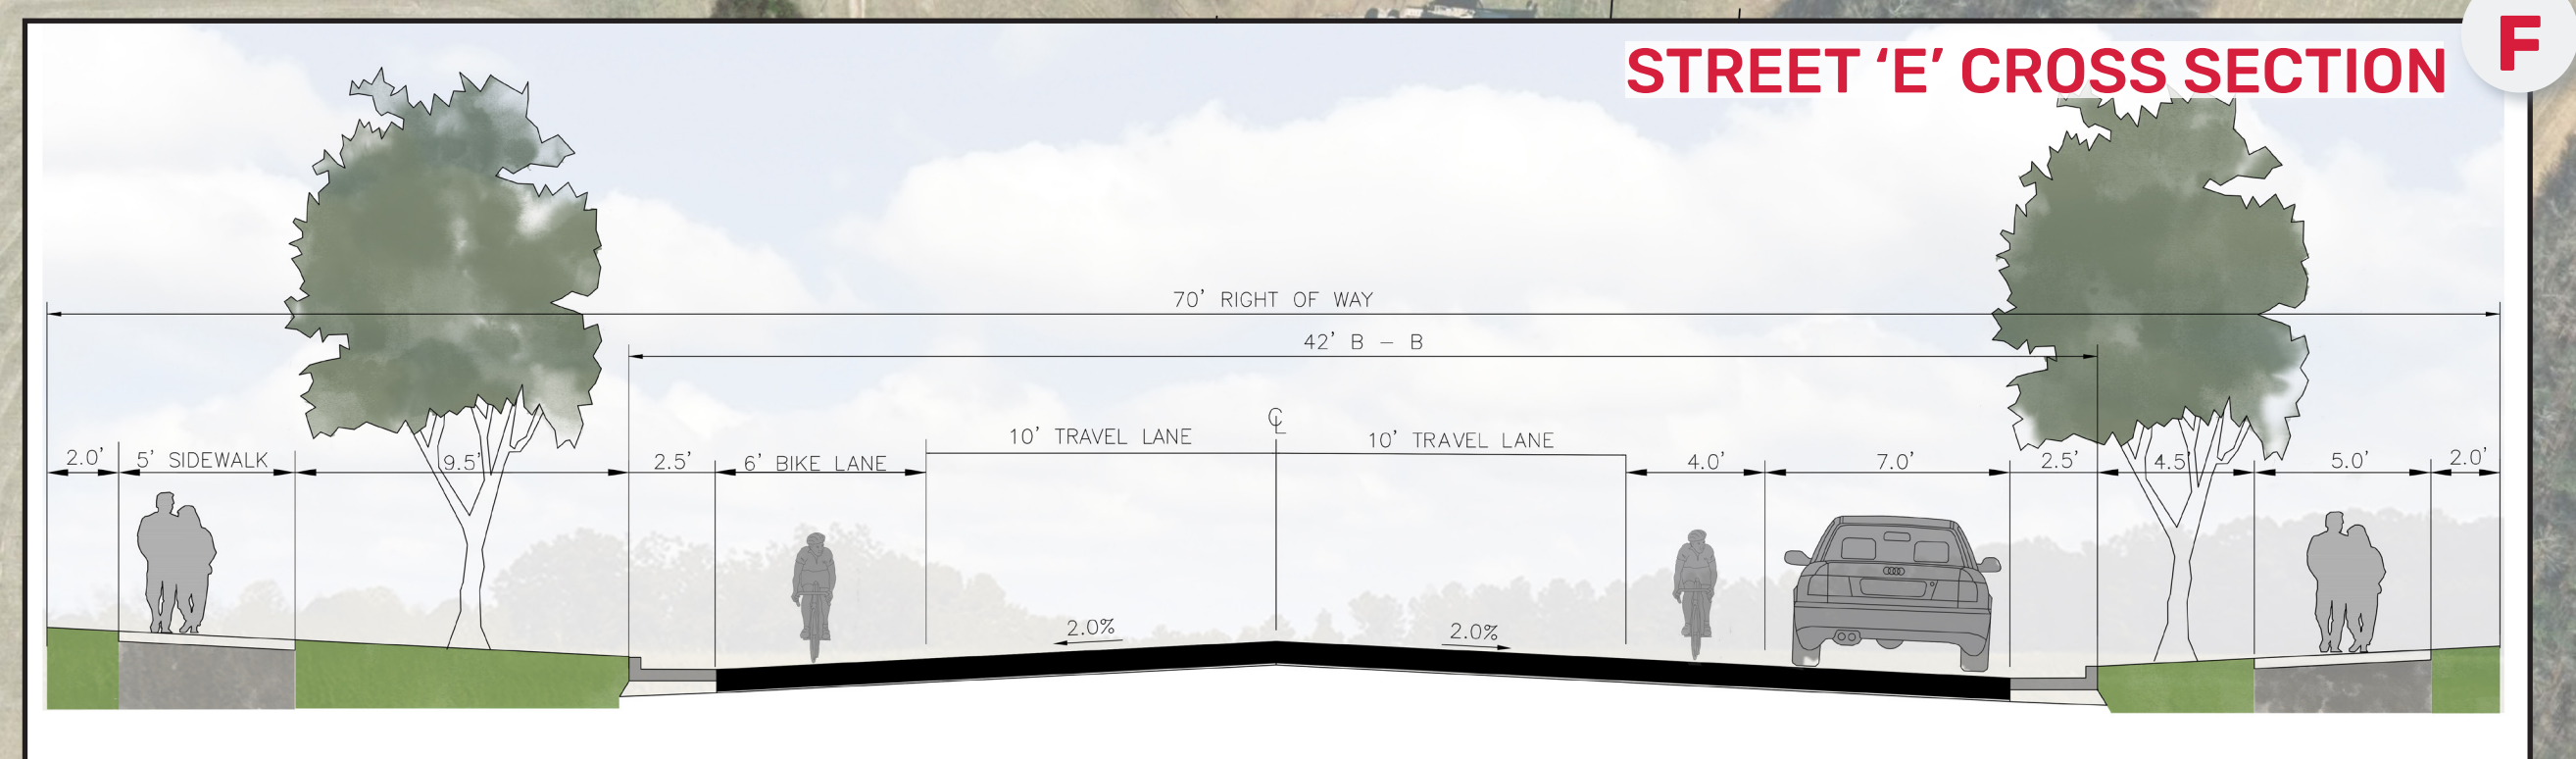 F
STREET ‘E’ CROSS SECTION
70’ RIGHT OF WAY
42’ B – B
℄
10’ TRAVEL LANE
10’ TRAVEL LANE
2.0’
5’ SIDEWALK
9.5’
2.5’
6’ BIKE LANE
4.0’
7.0’
2.5’
4.5’
5.0’
2.0’
2.0%
2.0%